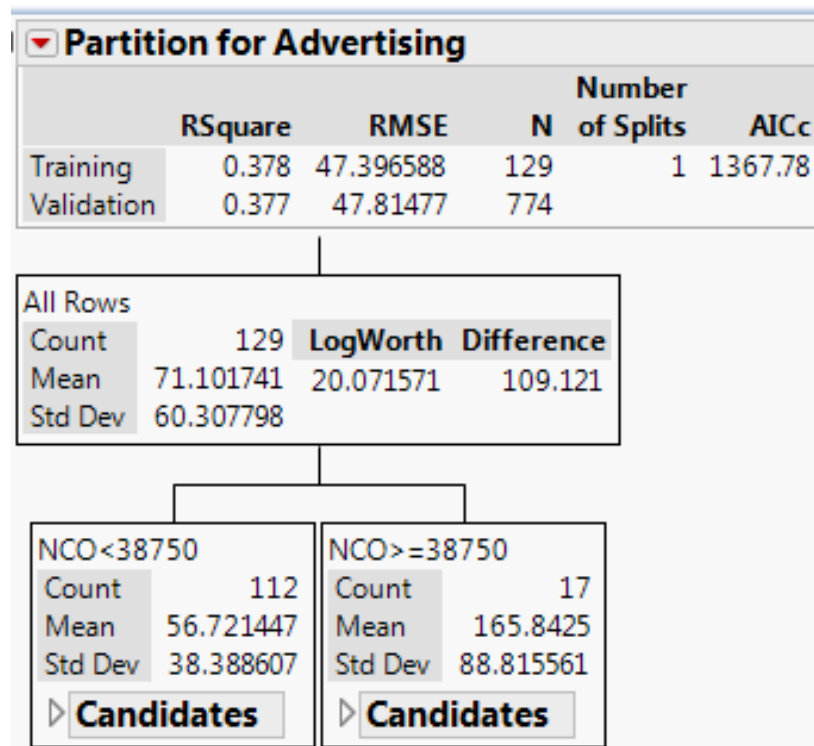 Partition for Advertising
Number
RSquare RMSE N of Splits AICc
Training 0.378 47.396588 129 1 1367.78
Validation 0.377 47.81477 774
All Rows
Count 129 LogWorth Difference
Mean 71.101741 20.071571 109.121
Std Dev 60.307798
NCO<38750 NCO>=38750
Count 112 Count 17
Mean 56.721447 Mean 165.8425
Std Dev 38.388607 Std Dev 88.815561
Candidates Candidates